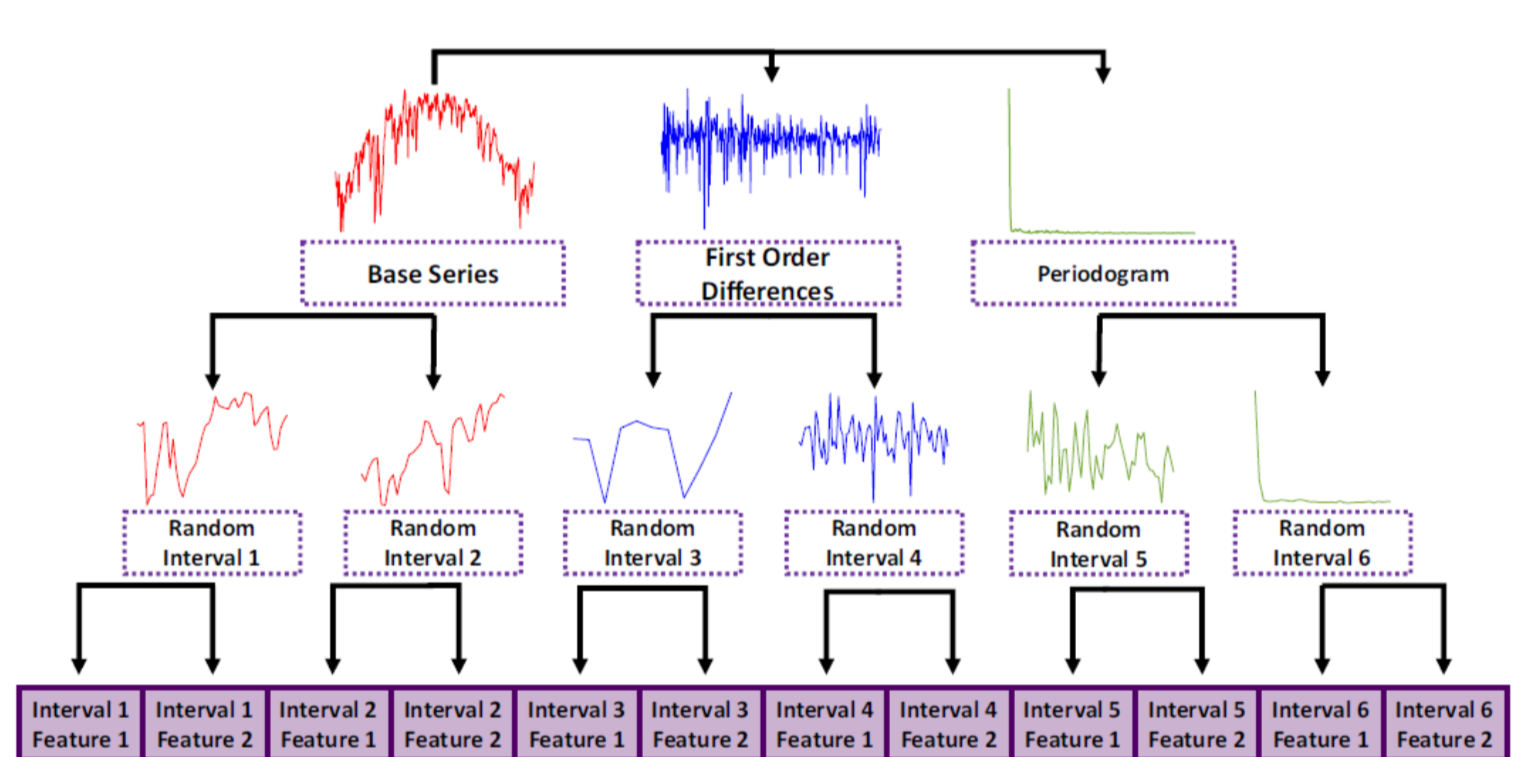 Base Series
First Order
Differences
Periodogram
Random
Interval 1
Random
Interval 2
Random
Interval 3
Random
Interval 4
Random
Interval 5
Random
Interval 6
Interval 1
Feature 1
Interval 1
Feature 2
Interval 2
Feature 1
Interval 2
Feature 2
Interval 3
Feature 1
Interval 3
Feature 2
Interval 4
Feature 1
Interval 4
Feature 2
Interval 5
Feature 1
Interval 5
Feature 2
Interval 6
Feature 1
Interval 6
Feature 2